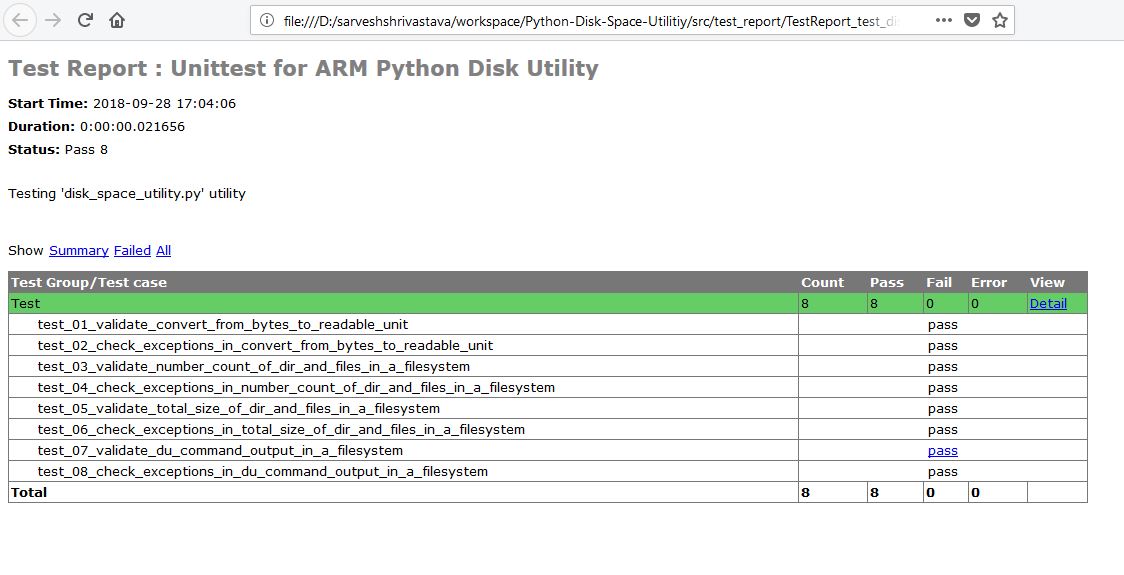 file:///D:/sarveshshrivastava/workspace/Python-Disk-Space-Utilitiy/src/test_report/TestReport_test_di
Test Report : Unittest for ARM Python Disk Utility
Start Time: 2018-09-28 17:04:06
Duration: 0:00:00.021656
Status: Pass 8
Testing 'disk_space_utility.py' utility
Show Summary Failed All
Test Group/Test case Count Pass Fail Error View
Test 8 8 0 0 Detail
test_01_validate_convert_from_bytes_to_readable_unit pass
test_02_check_exceptions_in_convert_from_bytes_to_readable_unit pass
test_03_validate_number_count_of_dir_and_files_in_a_filesystem pass
test_04_check_exceptions_in_number_count_of_dir_and_files_in_a_filesystem pass
test_05_validate_total_size_of_dir_and_files_in_a_filesystem pass
test_06_check_exceptions_in_total_size_of_dir_and_files_in_a_filesystem pass
test_07_validate_du_command_output_in_a_filesystem pass
test_08_check_exceptions_in_du_command_output_in_a_filesystem pass
Total 8 8 0 0